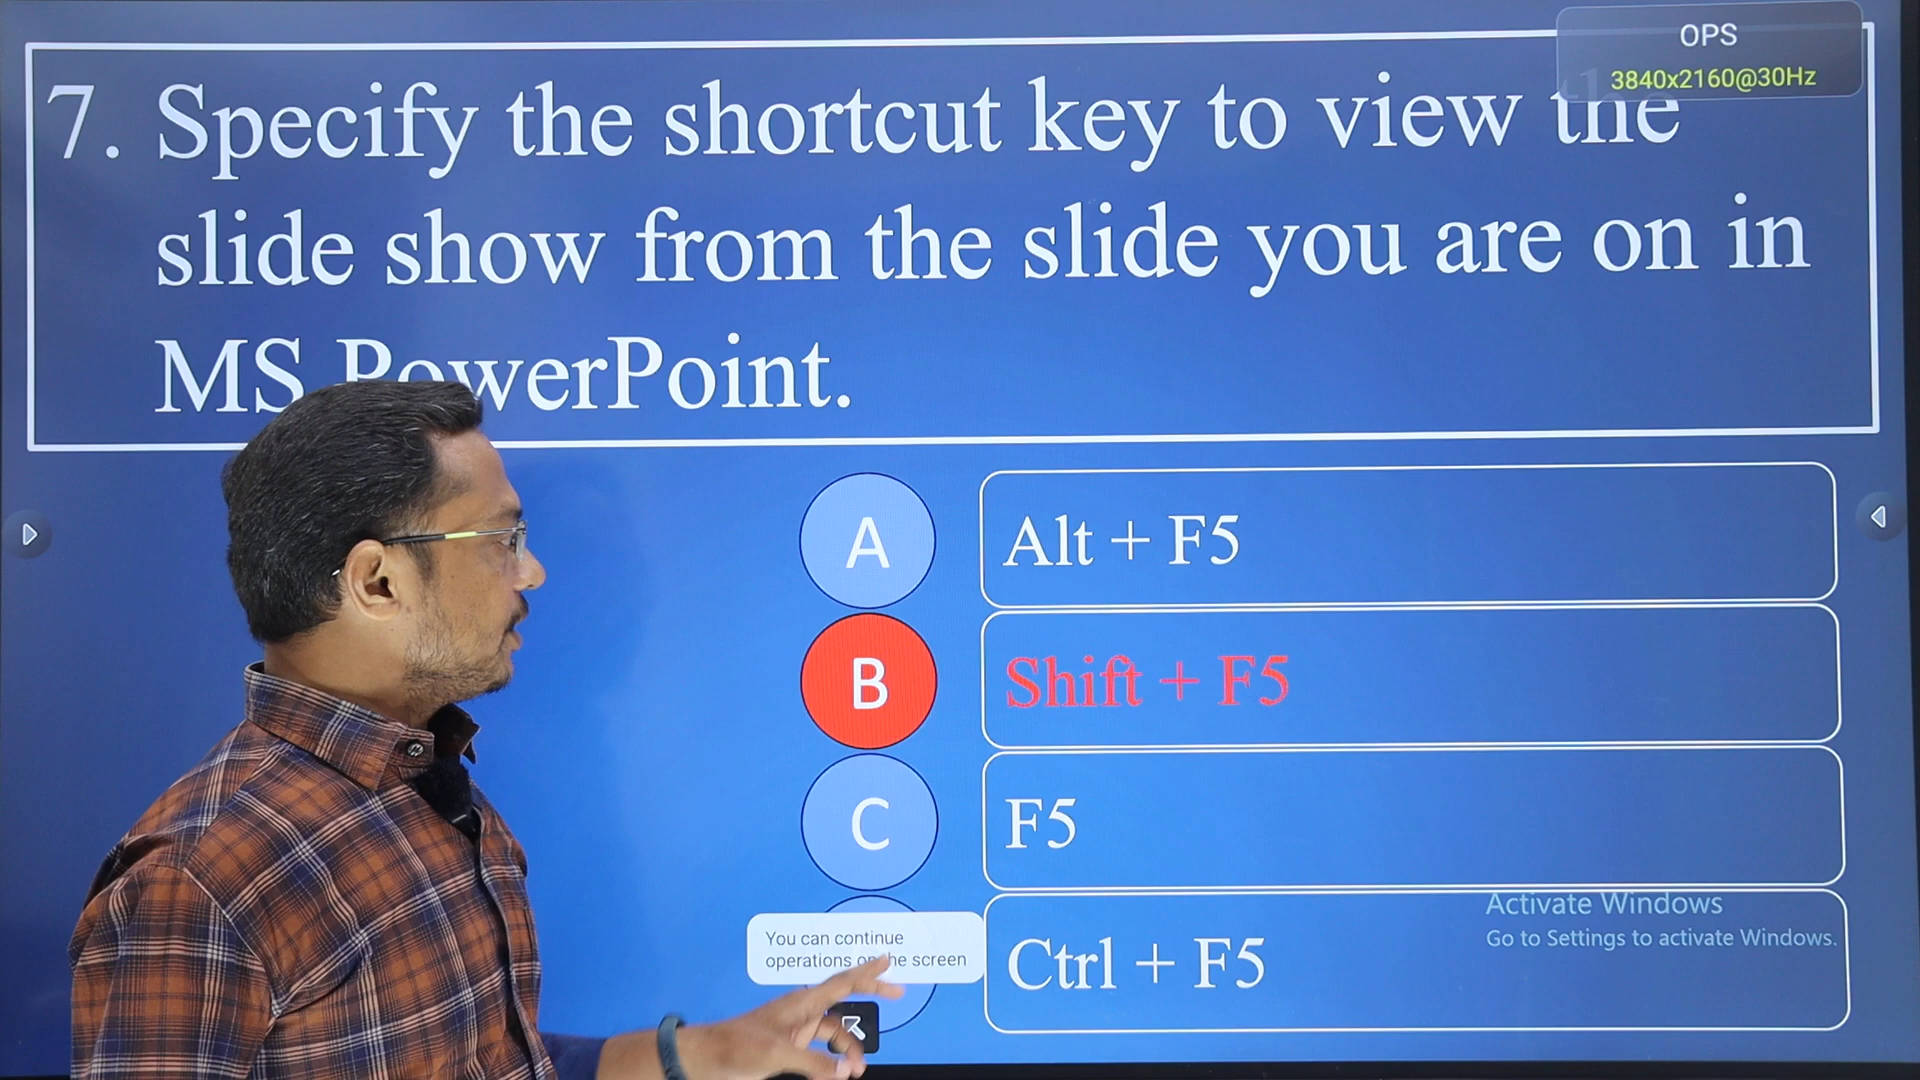 OPS
3840x2160@30Hz
7. Specify the shortcut key to view the
slide show from the slide you are on in
MS PowerPoint.
A Alt + F5
B Shift + F5
C F5
Ctrl + F5
You can continue
operations on the screen
Activate Windows
Go to Settings to activate Windows.